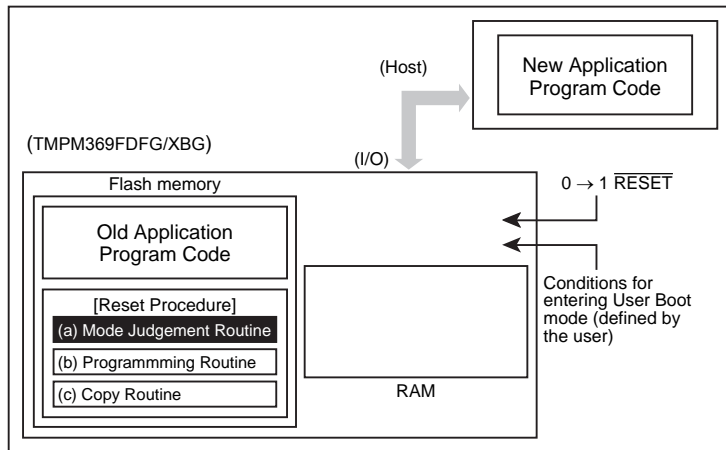 (Host)
New Application
Program Code
(TMPM369FDFG/XBG)
(I/O)
Flash memory
0 → 1 RESET
Old Application
Program Code
Conditions for
entering User Boot
mode (defined by
the user)
[Reset Procedure]
(a) Mode Judgement Routine
(b) Programmming Routine
(c) Copy Routine
RAM